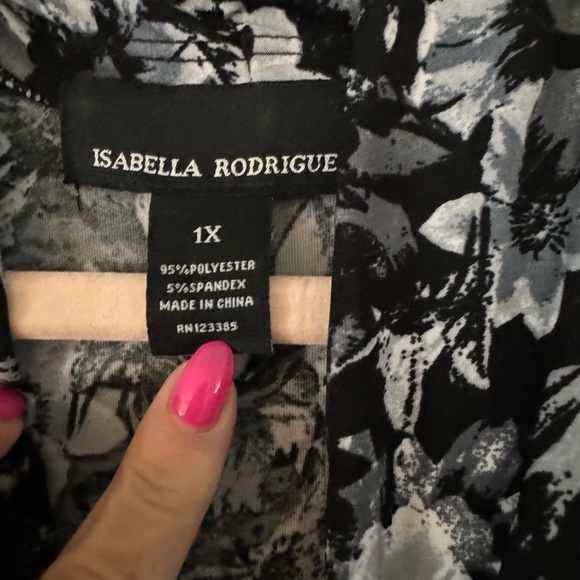 ISABELLA RODRIGUE
1X
95%POLYESTER
5%SPANDEX
MADE IN CHINA
RN123385